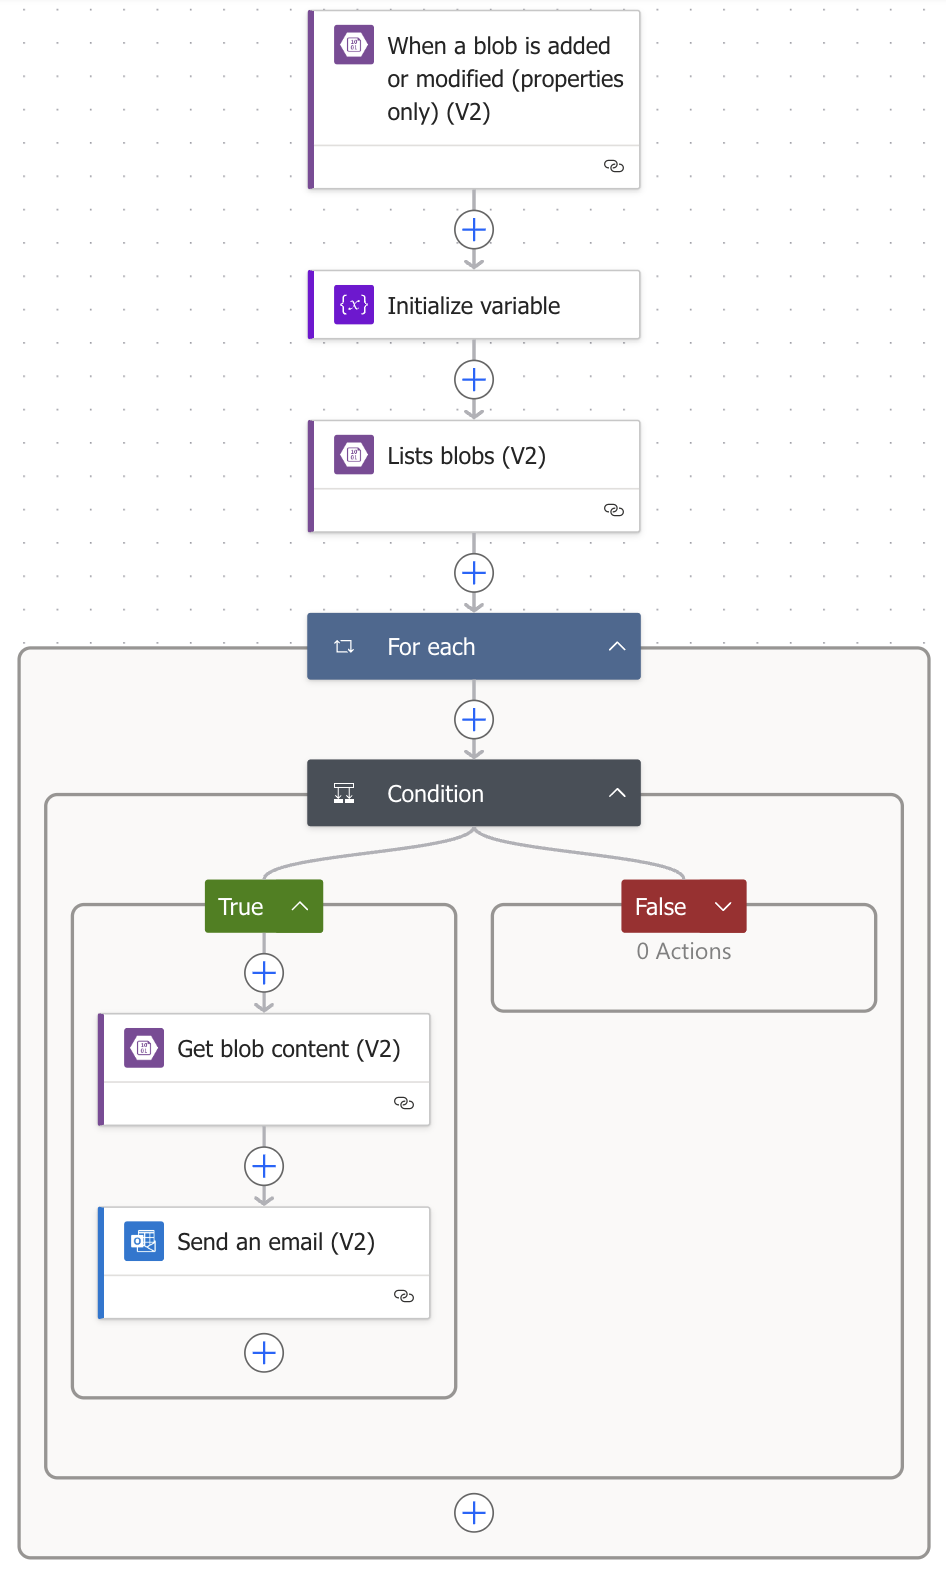 When a blob is added
or modified (properties
only) (V2)
{x} Initialize variable
Lists blobs (V2)
For each
Condition
True
False
0 Actions
Get blob content (V2)
Send an email (V2)